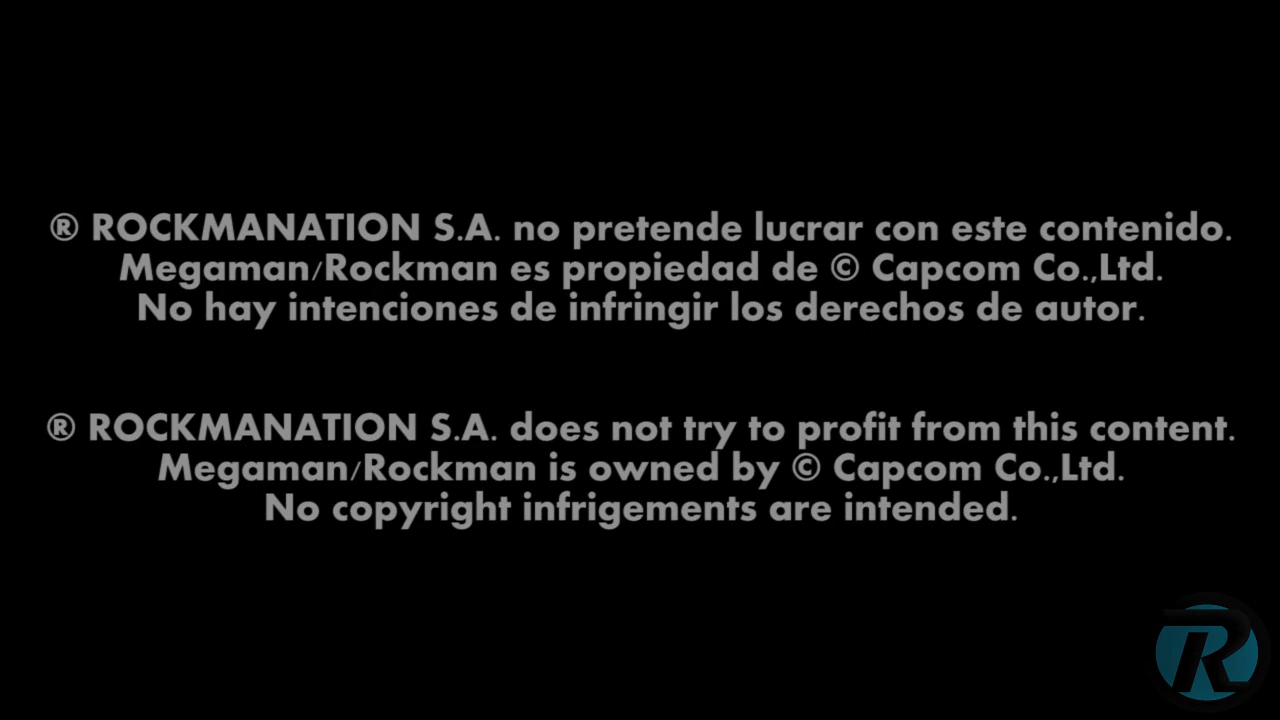 ® ROCKMANATION S.A. no pretende lucrar con este contenido.
Megaman/Rockman es propiedad de © Capcom Co.,Ltd.
No hay intenciones de infringir los derechos de autor.
® ROCKMANATION S.A. does not try to profit from this content.
Megaman/Rockman is owned by © Capcom Co.,Ltd.
No copyright infrigements are intended.
R